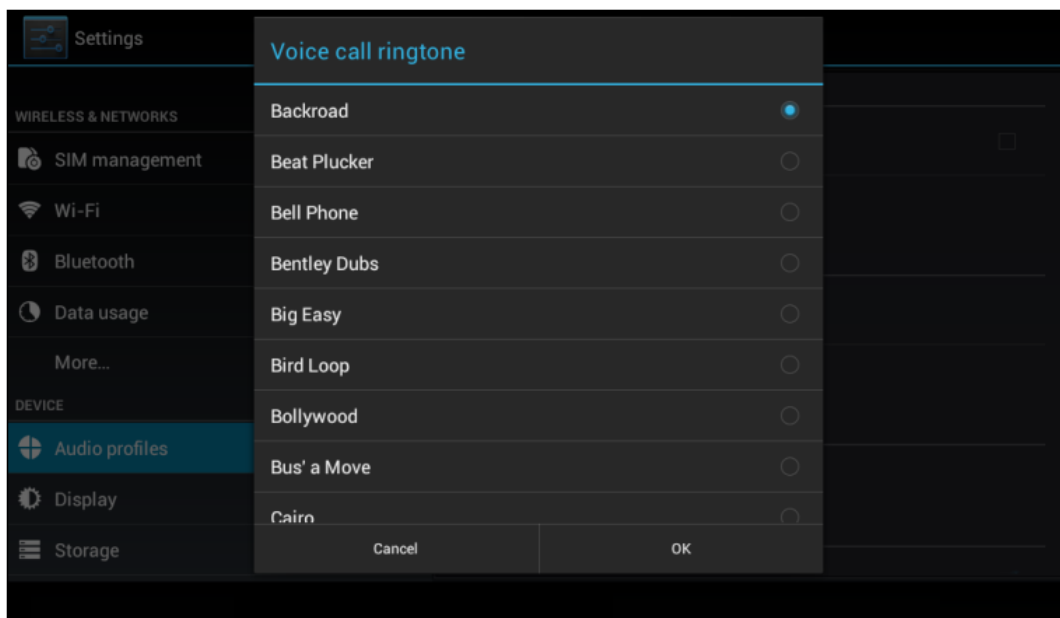 Settings
WIRELESS & NETWORKS
SIM management
Wi-Fi
Bluetooth
Data usage
More...
DEVICE
Audio profiles
Display
Storage
Voice call ringtone
Backroad
Beat Plucker
Bell Phone
Bentley Dubs
Big Easy
Bird Loop
Bollywood
Bus' a Move
Cairo
Cancel
OK